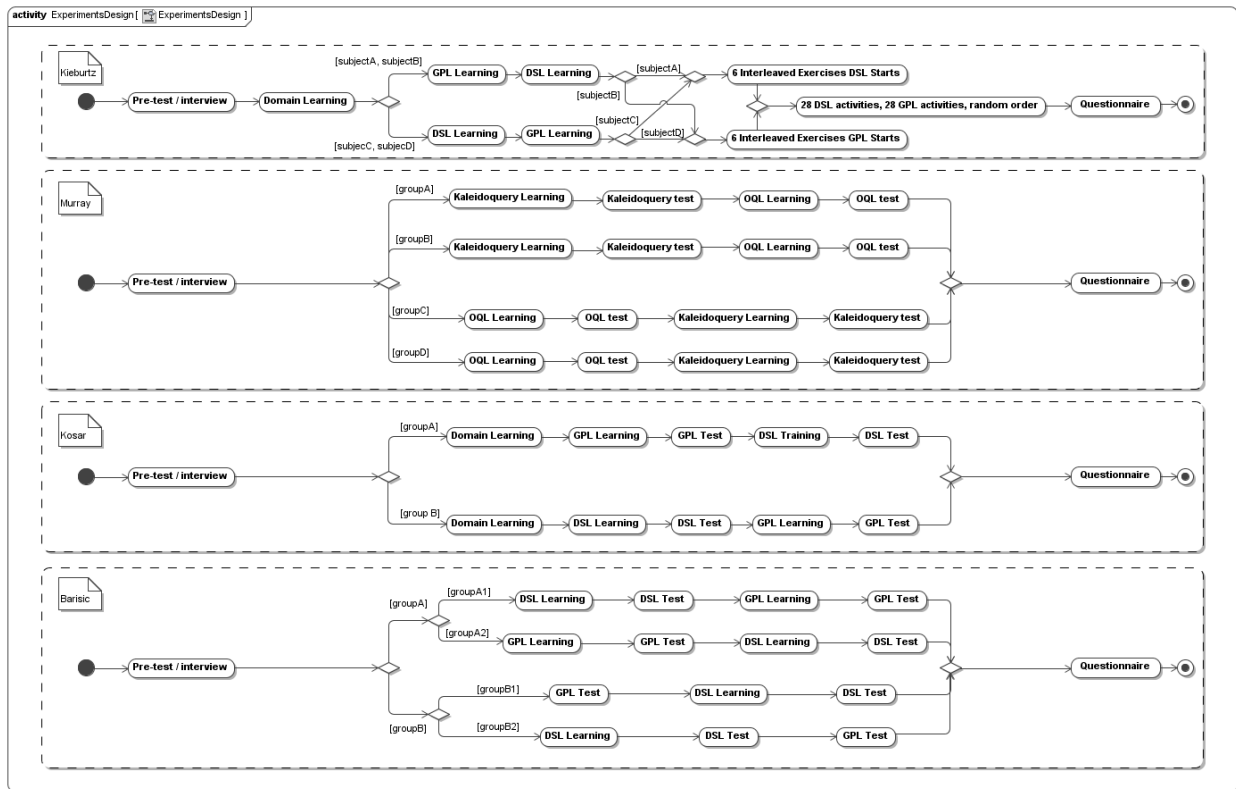 activity ExperimentsDesign [ ExperimentsDesign ]
Kieburtz
Pre-test / interview
Domain Learning
[subjectA, subjectB]
GPL Learning
DSL Learning
[subjectA]
6 Interleaved Exercises DSL Starts
[subjectB]
28 DSL activities, 28 GPL activities, random order
Questionnaire
[subjectC]
[subjecC, subjectD]
DSL Learning
GPL Learning
[subjectD]
6 Interleaved Exercises GPL Starts
Murray
Pre-test / interview
[groupA]
Kaleidoquery Learning
Kaleidoquery test
OQL Learning
OQL test
[groupB]
Kaleidoquery Learning
Kaleidoquery test
OQL Learning
OQL test
Questionnaire
[groupC]
OQL Learning
OQL test
Kaleidoquery Learning
Kaleidoquery test
[groupD]
OQL Learning
OQL test
Kaleidoquery Learning
Kaleidoquery test
Kosar
Pre-test / interview
[groupA]
Domain Learning
GPL Learning
GPL Test
DSL Training
DSL Test
Questionnaire
[group B]
Domain Learning
DSL Learning
DSL Test
GPL Learning
GPL Test
Barisic
Pre-test / interview
[groupA]
[groupA1]
DSL Learning
DSL Test
GPL Learning
GPL Test
[groupA2]
GPL Learning
GPL Test
DSL Learning
DSL Test
Questionnaire
[groupB]
[groupB1]
GPL Test
DSL Learning
DSL Test
[groupB2]
DSL Learning
DSL Test
GPL Test